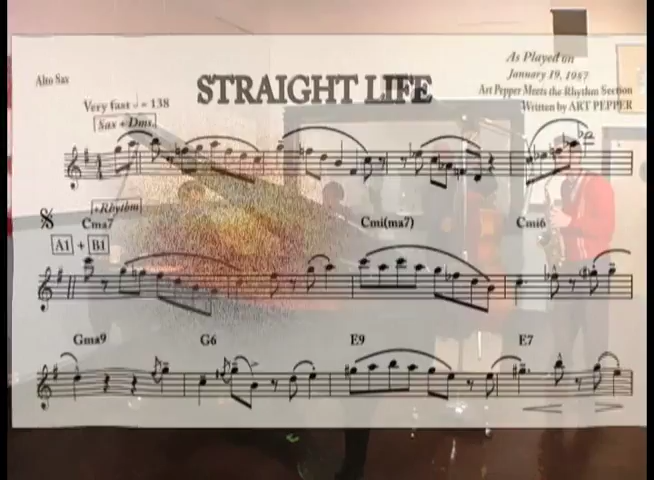 As Played on
Alto Sax
STRAIGHT LIFE
January 19, 1957
Art Pepper Meets the Rhythm Section
Very fast = 138
Written by ART PEPPER
Sax + Dms.
+Rhythm
Cma7 Cmi(ma7) Cmi6
A1 + B1
Gma9 G6 E9 E7